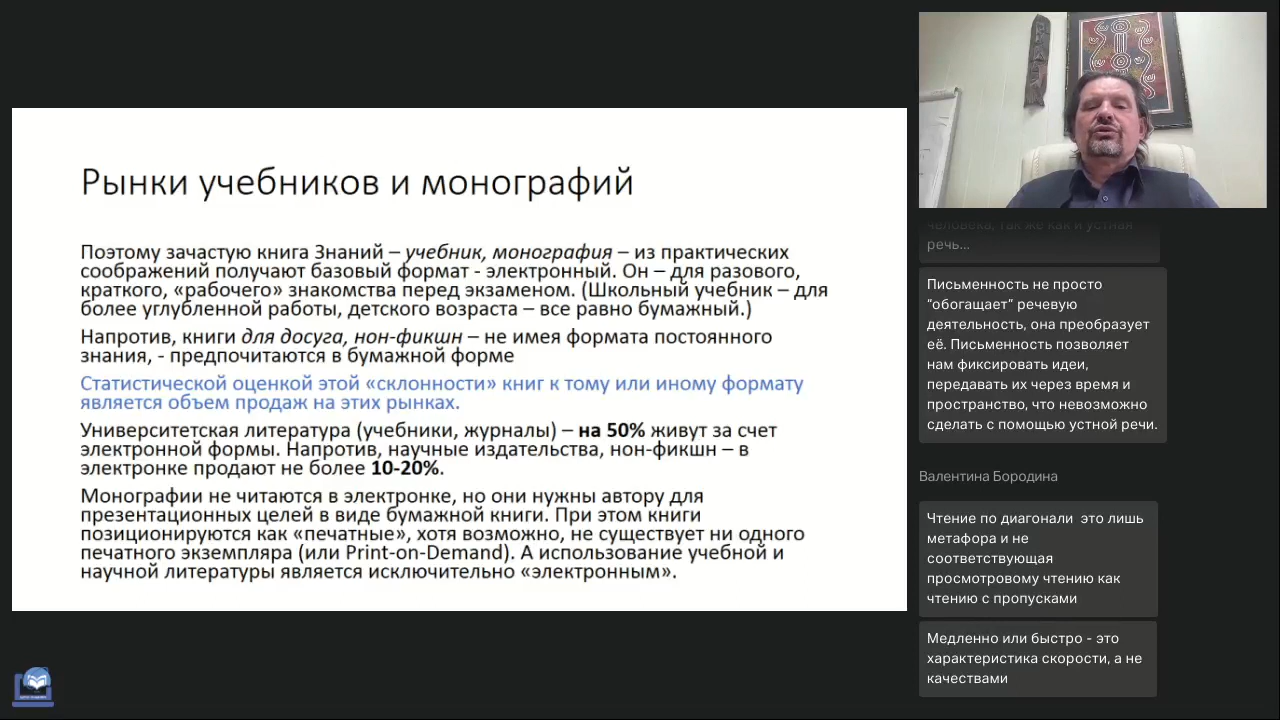 Рынки учебников и монографий
Поэтому зачастую книга Знаний – учебник, монография – из практических
соображений получают базовый формат - электронный. Он – для разового,
краткого, «рабочего» знакомства перед экзаменом. (Школьный учебник – для
более углубленной работы, детского возраста – все равно бумажный.)
Напротив, книги для досуга, нон-фикшн – не имея формата постоянного
знания, - предпочитаются в бумажной форме
Статистической оценкой этой «склонности» книг к тому или иному формату
является объем продаж на этих рынках.
Университетская литература (учебники, журналы) – на 50% живут за счет
электронной формы. Напротив, научные издательства, нон-фикшн – в
электронке продают не более 10-20%.
Монографии не читаются в электронке, но они нужны автору для
презентационных целей в виде бумажной книги. При этом книги
позиционируются как «печатные», хотя возможно, не существует ни одного
печатного экземпляра (или Print-on-Demand). А использование учебной и
научной литературы является исключительно «электронным».
человека, так же как и устная
речь...
Письменность не просто
“обогащает” речевую
деятельность, она преобразует
её. Письменность позволяет
нам фиксировать идеи,
передавать их через время и
пространство, что невозможно
сделать с помощью устной речи.
Валентина Бородина
Чтение по диагонали это лишь
метафора и не
соответствующая
просмотровому чтению как
чтению с пропусками
Медленно или быстро - это
характеристика скорости, а не
качествами